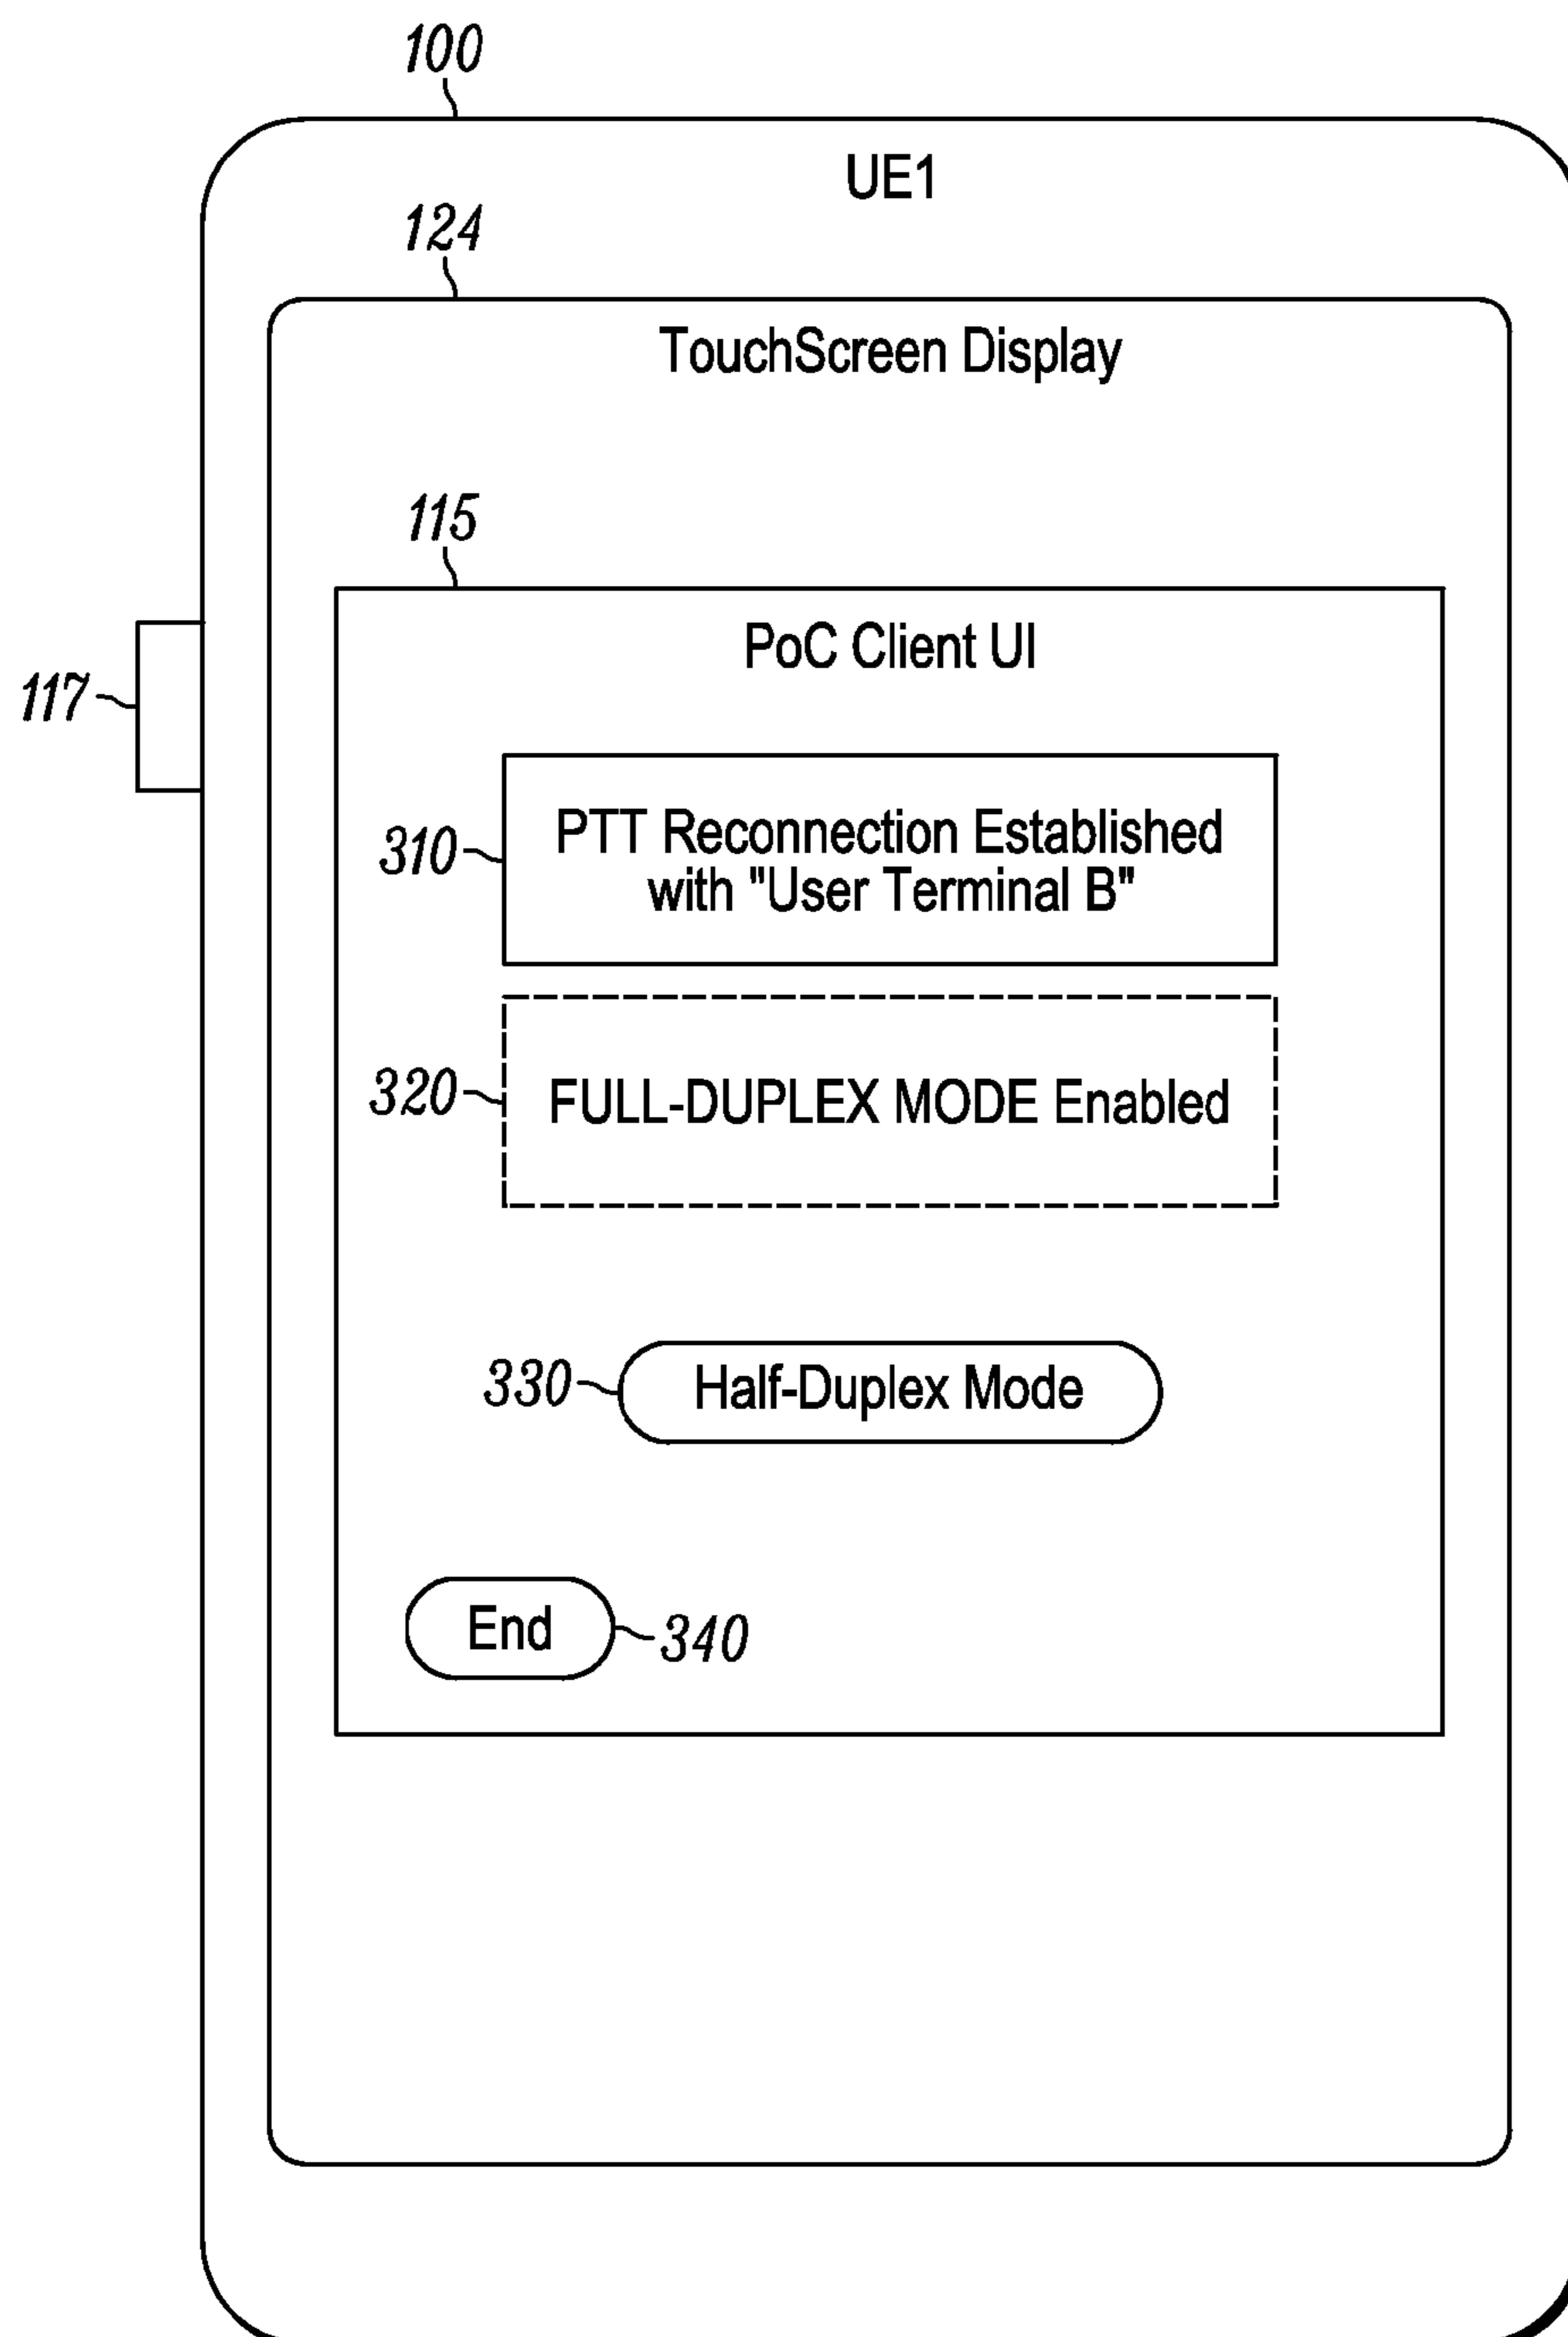 100
UE1
124
TouchScreen Display
115
PoC Client UI
117
310
PTT Reconnection Established
with "User Terminal B"
320
FULL-DUPLEX MODE Enabled
330
Half-Duplex Mode
End
340